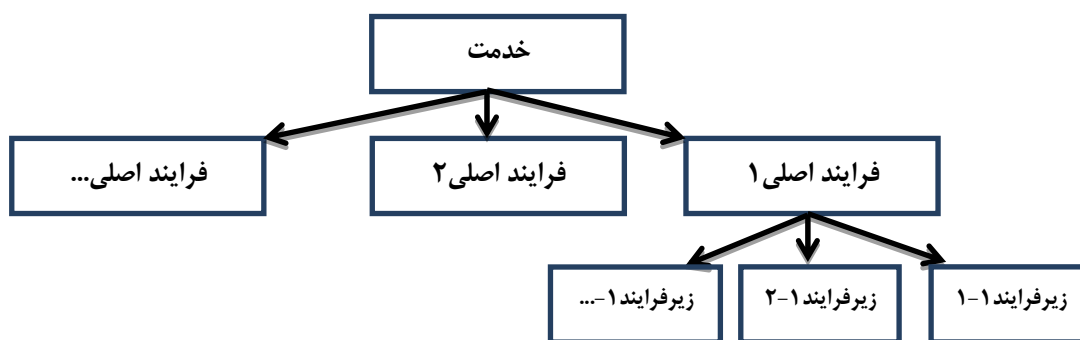 خدمت
فرایند اصلی۱
فرایند اصلی۲
فرایند اصلی...
زیرفرایند۱-۱
زیرفرایند۱-۲
زیرفرایند۱-...